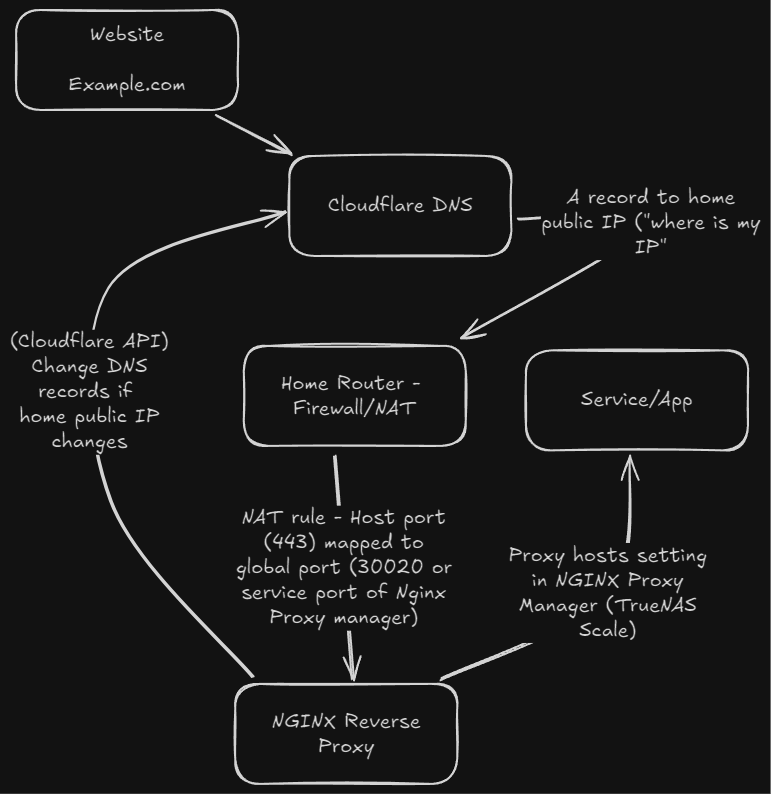 Website
Example.com
Cloudflare DNS
A record to home
public IP ("where is my
IP"
(Cloudflare API)
Change DNS
records if
home public IP
changes
Home Router -
Firewall/NAT
Service/App
NAT rule - Host port
(443) mapped to
global port (30020 or
service port of Nginx
Proxy manager)
Proxy hosts setting
in NGINX Proxy
Manager (TrueNAS
Scale)
NGINX Reverse
Proxy